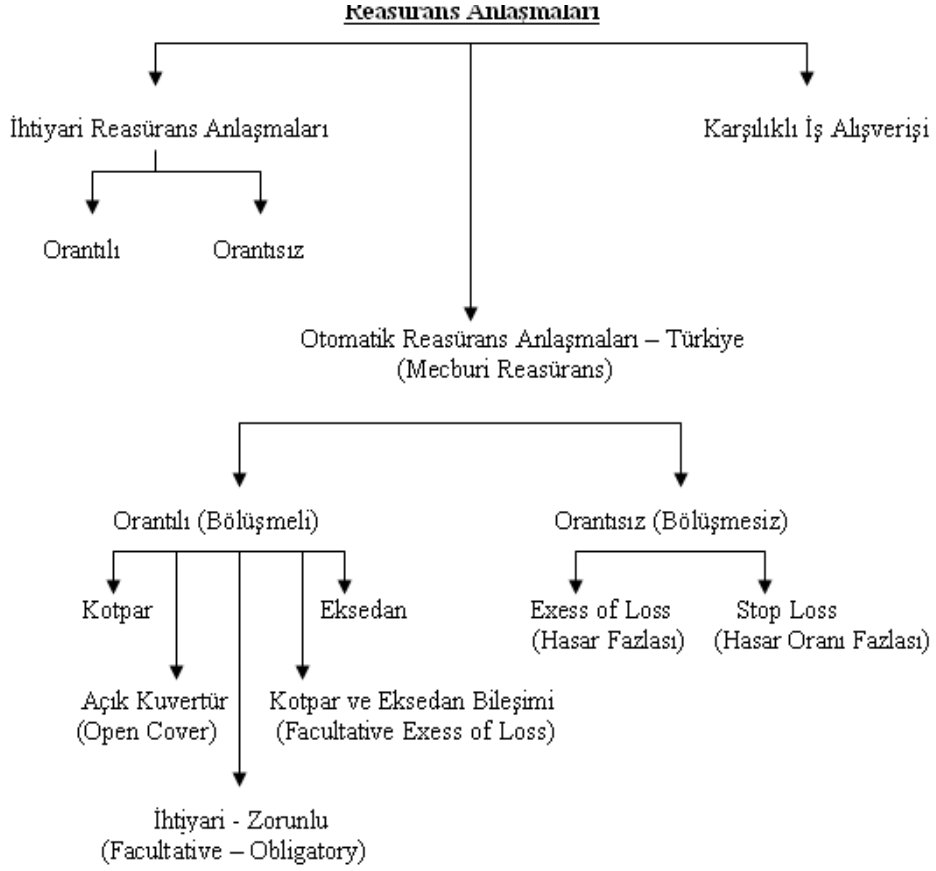 Reasürans Anlaşmaları
İhtiyari Reasürans Anlaşmaları
Karşılıklı İş Alışverişi
Orantılı
Orantısız
Otomatik Reasürans Anlaşmaları – Türkiye
(Mecburi Reasürans)
Orantılı (Bölüşmeli)
Orantısız (Bölüşmesiz)
Kotpar
Eksedan
Exess of Loss
(Hasar Fazlası)
Stop Loss
(Hasar Oranı Fazlası)
Açık Kuvertür
(Open Cover)
Kotpar ve Eksedan Bileşimi
(Facultative Exess of Loss)
İhtiyari - Zorunlu
(Facultative – Obligatory)